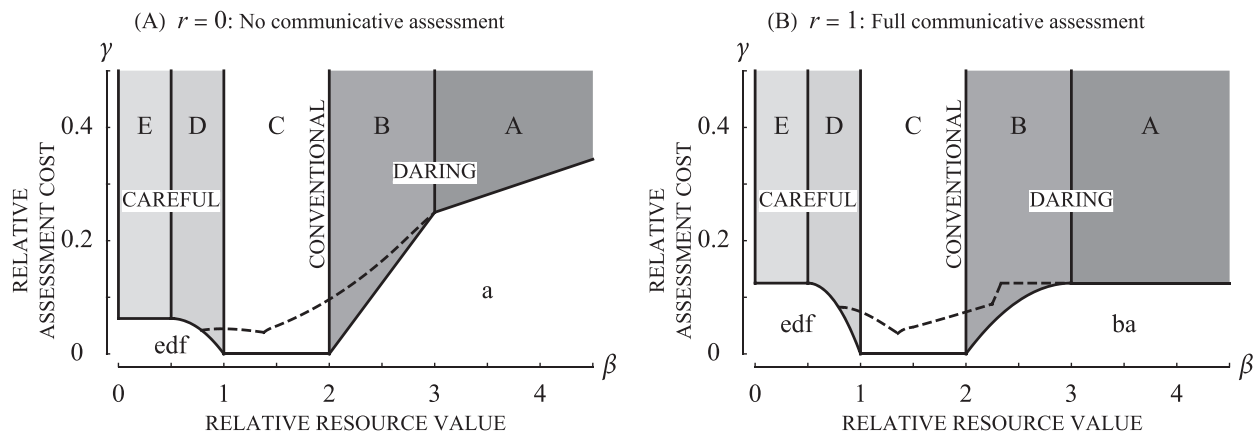 (A) r = 0: No communicative assessment
γ
RELATIVE
ASSESSMENT COST
0.4
0.2
0
E
D
C
B
A
CAREFUL
CONVENTIONAL
DARING
edf
a
0
1
2
3
4
β
RELATIVE RESOURCE VALUE
(B) r = 1: Full communicative assessment
γ
RELATIVE
ASSESSMENT COST
0.4
0.2
0
E
D
C
B
A
CAREFUL
CONVENTIONAL
DARING
edf
ba
0
1
2
3
4
β
RELATIVE RESOURCE VALUE